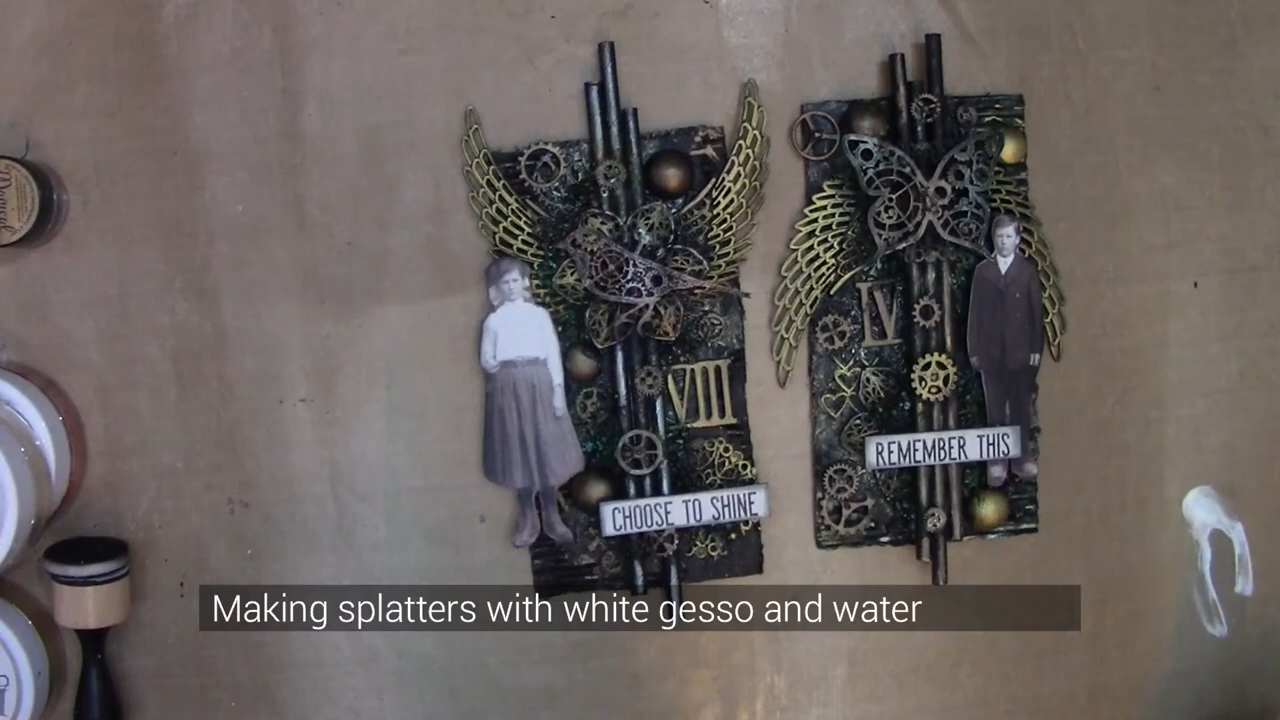 VIII
IV
REMEMBER THIS
CHOOSE TO SHINE
Making splatters with white gesso and water